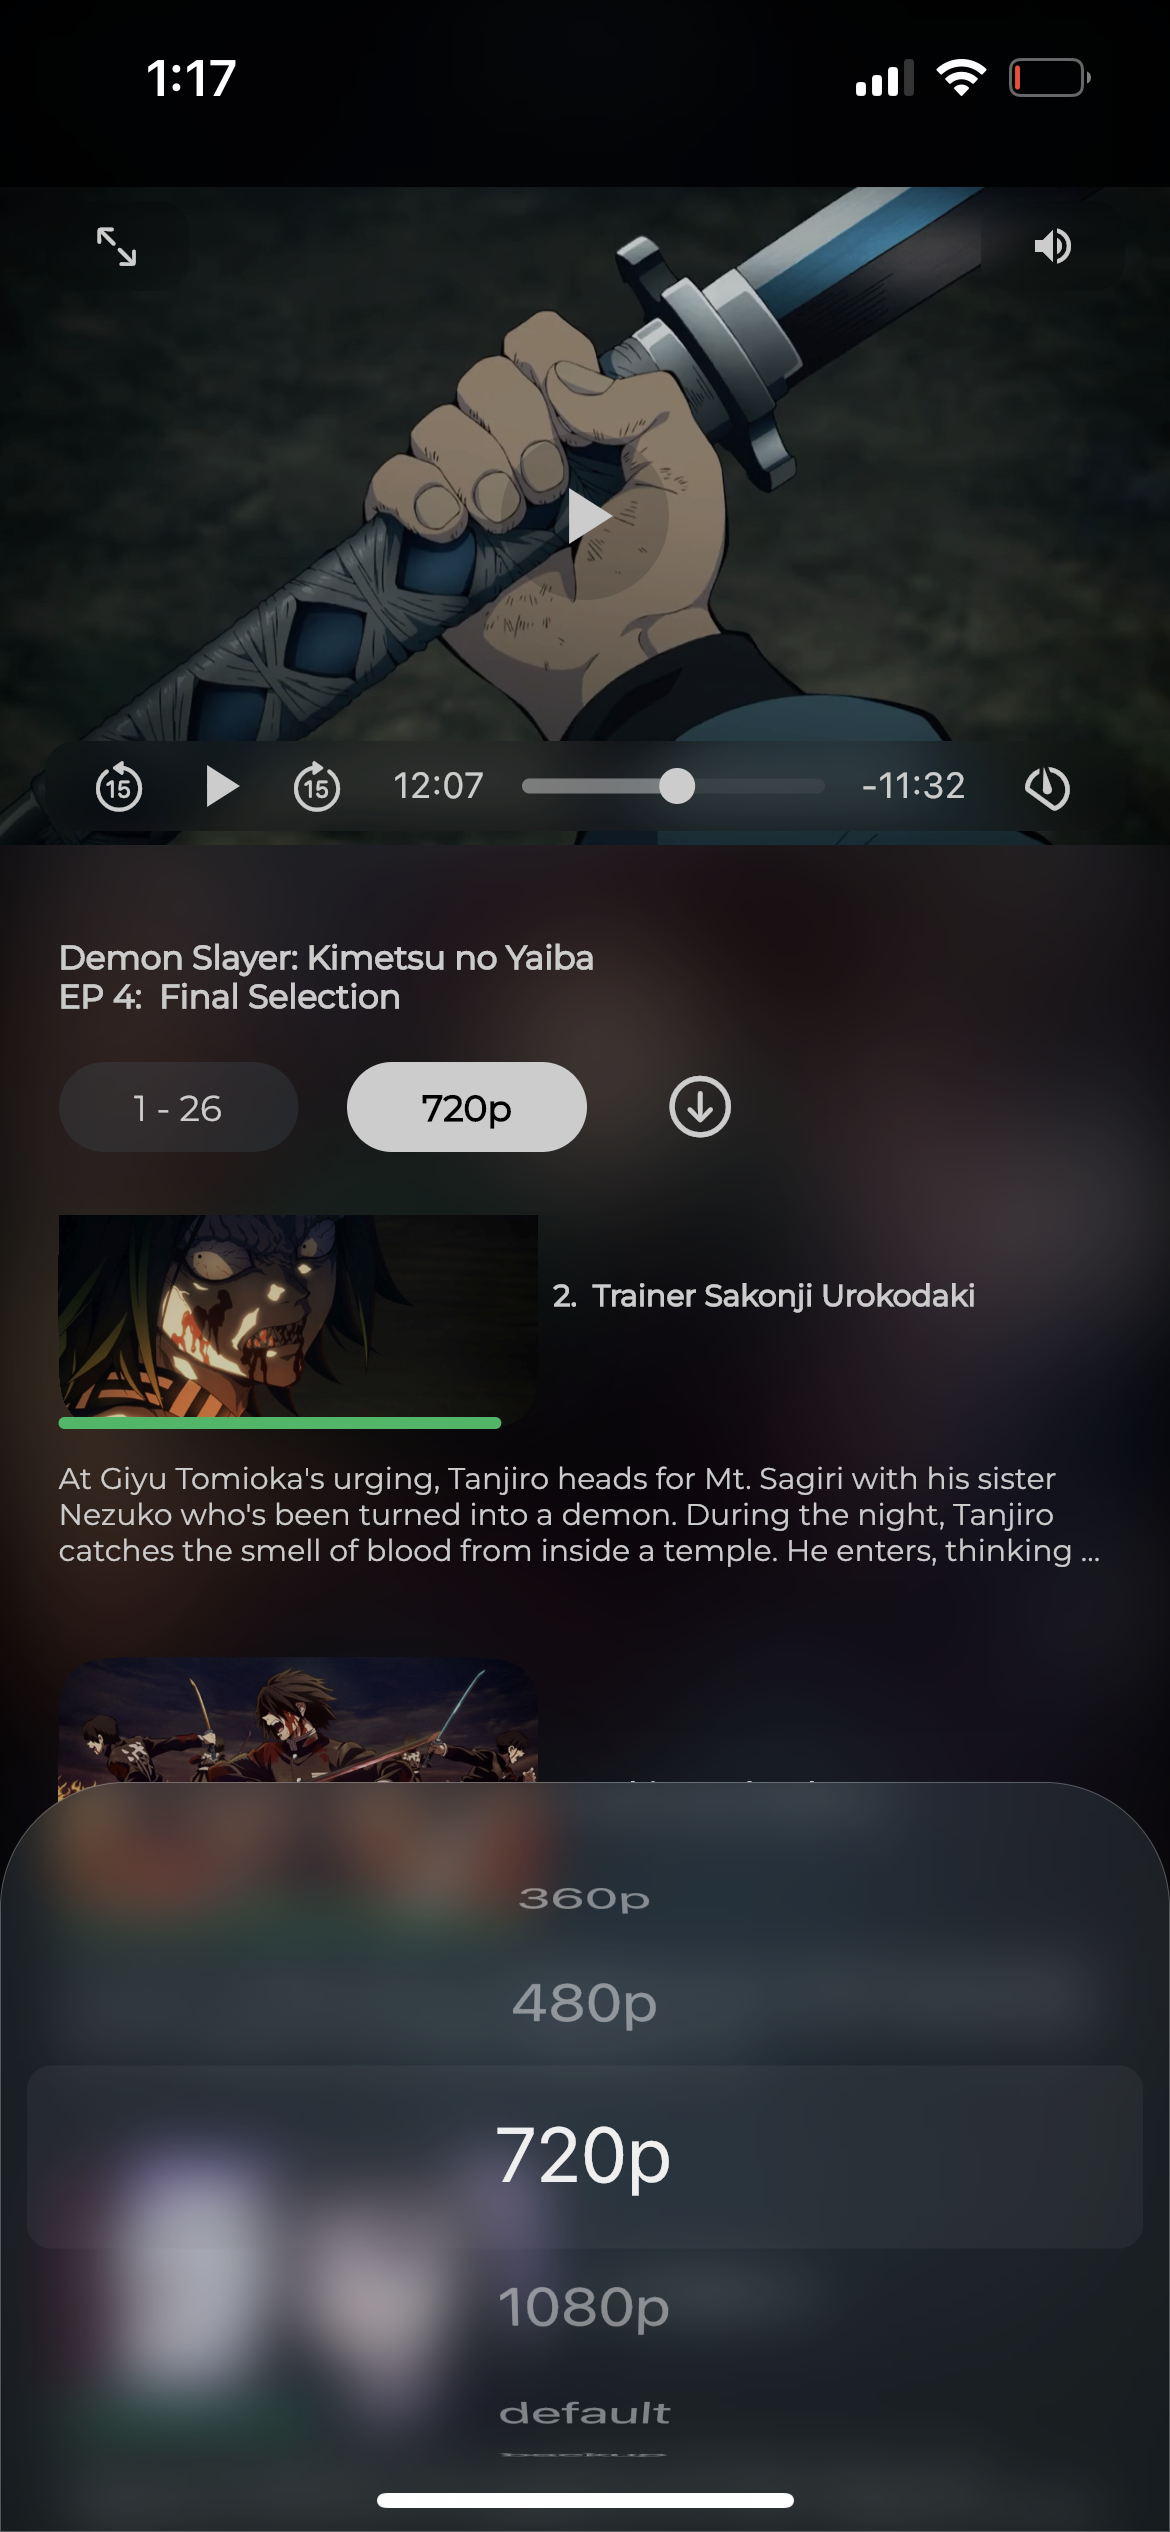 1:17
15
15
12:07
-11:32
Demon Slayer: Kimetsu no Yaiba
EP 4:  Final Selection
1 - 26
720p
2.  Trainer Sakonji Urokodaki
At Giyu Tomioka's urging, Tanjiro heads for Mt. Sagiri with his sister
Nezuko who's been turned into a demon. During the night, Tanjiro
catches the smell of blood from inside a temple. He enters, thinking ...
360p
480p
720p
1080p
default
backup